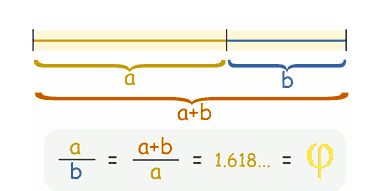 a b
a+b
a/b = a+b/a = 1.618... = φ